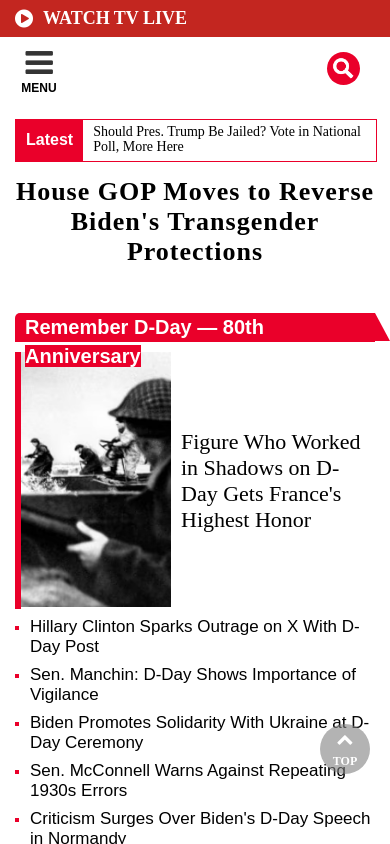 WATCH TV LIVE
MENU
Latest
Should Pres. Trump Be Jailed? Vote in National
Poll, More Here
House GOP Moves to Reverse
Biden's Transgender
Protections
Remember D-Day — 80th
Anniversary
Figure Who Worked
in Shadows on D-
Day Gets France's
Highest Honor
Hillary Clinton Sparks Outrage on X With D-
Day Post
Sen. Manchin: D-Day Shows Importance of
Vigilance
Biden Promotes Solidarity With Ukraine at D-
Day Ceremony
Sen. McConnell Warns Against Repeating
1930s Errors
TOP
Criticism Surges Over Biden's D-Day Speech
in Normandy